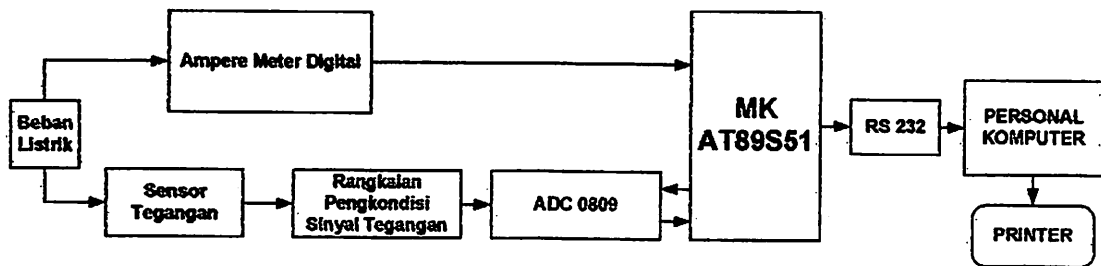 Ampere Meter Digital
Beban
Listrik
Sensor
Tegangan
Rangkaian
Pengkondisi
Sinyal Tegangan
ADC 0809
MK
AT89S51
RS 232
PERSONAL
KOMPUTER
PRINTER